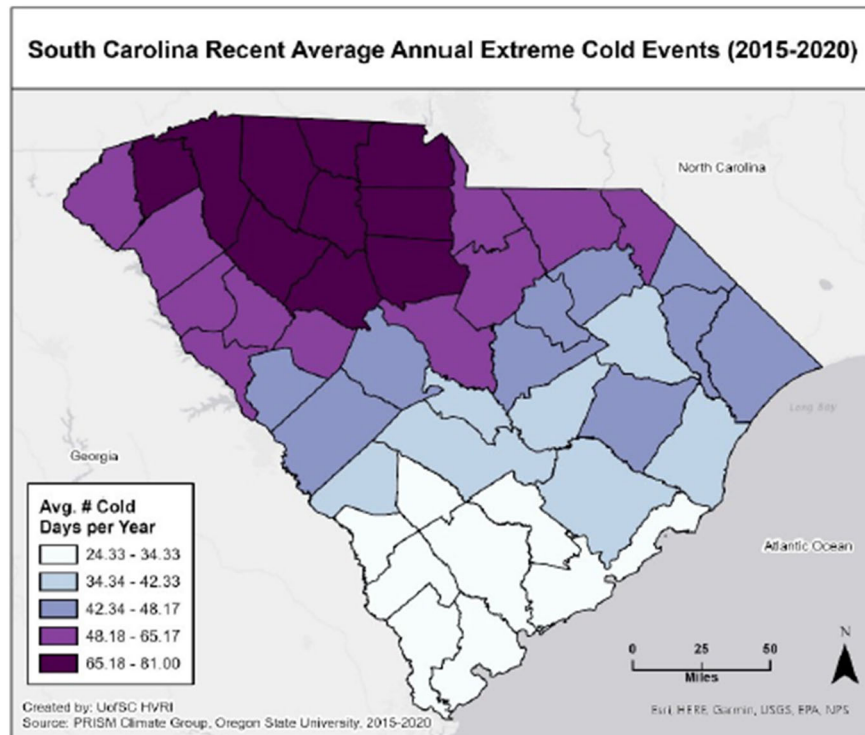 South Carolina Recent Average Annual Extreme Cold Events (2015-2020)
North Carolina
Long Bay
Georgia
Atlantic Ocean
Avg. # Cold
Days per Year
24.33 - 34.33
34.34 - 42.33
42.34 - 48.17
48.18 - 65.17
65.18 - 81.00
N
0 25 50
Miles
Created by: UofSC HVRI
Source: PRISM Climate Group, Oregon State University, 2015-2020
Esri, HERE, Garmin, USGS, EPA, NPS